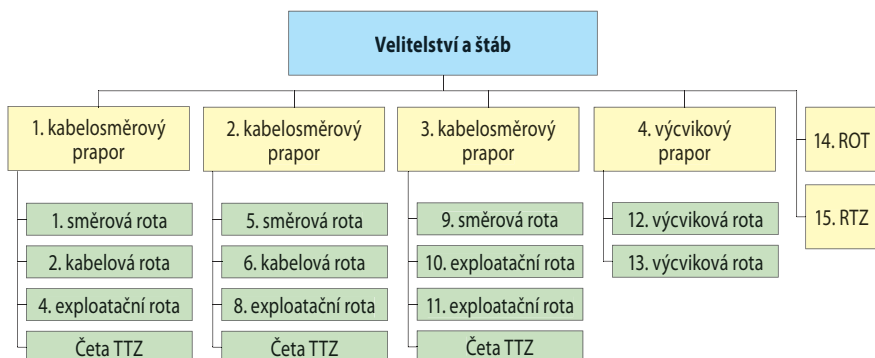 Velitelství a štáb
1. kabelosměrový
prapor
2. kabelosměrový
prapor
3. kabelosměrový
prapor
4. výcvikový
prapor
14. ROT
15. RTZ
1. směrová rota
2. kabelová rota
4. exploatační rota
Četa TTZ
5. směrová rota
6. kabelová rota
8. exploatační rota
Četa TTZ
9. směrová rota
10. exploatační rota
11. exploatační rota
Četa TTZ
12. výcviková rota
13. výcviková rota